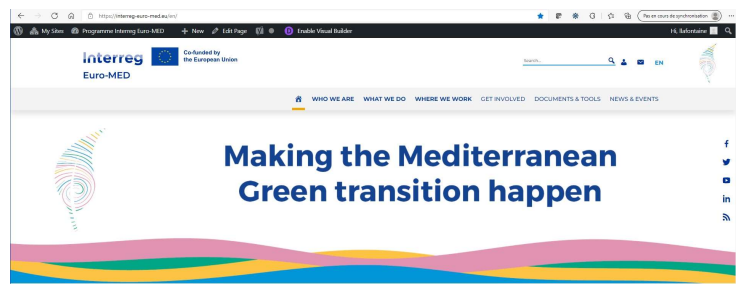 https://interreg-euro-med.eu/en/
Pas en cours de synchronisation
My Sites Programme Interreg Euro-MED + New Edit Page Enable Visual Builder Hi, llafontaine
Interreg Co-funded by
the European Union
Euro-MED
Search... EN
WHO WE ARE WHAT WE DO WHERE WE WORK GET INVOLVED DOCUMENTS & TOOLS NEWS & EVENTS
Making the Mediterranean
Green transition happen